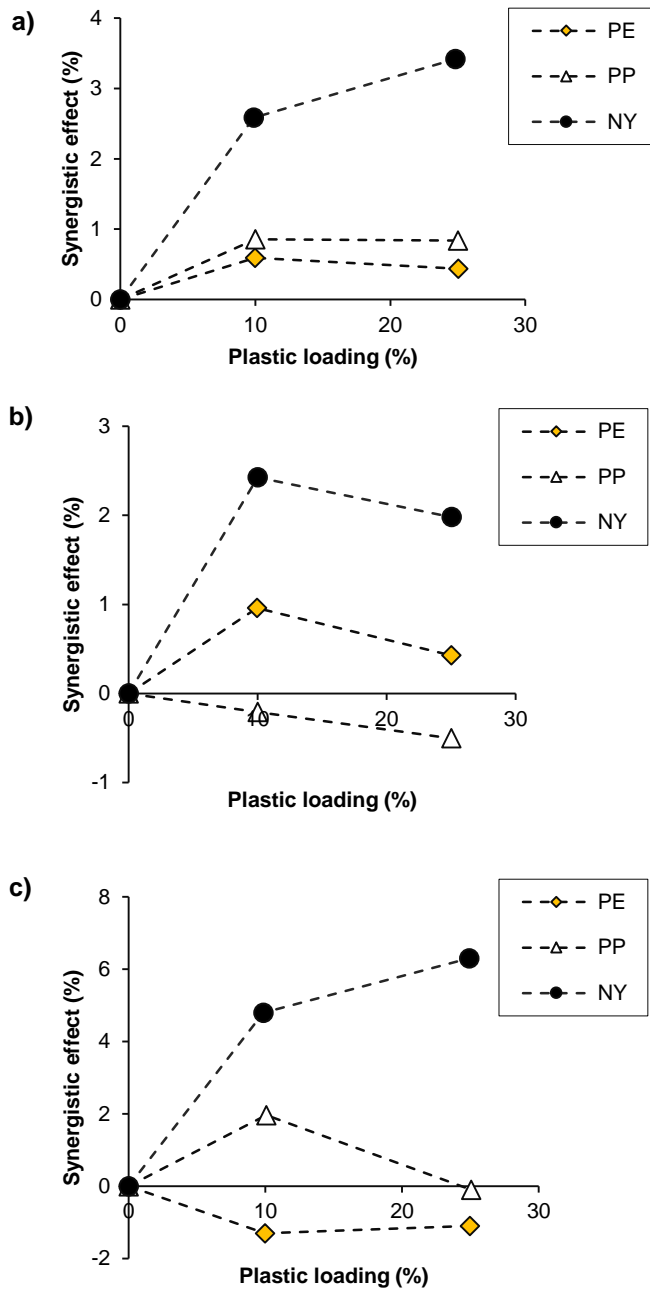 a)
4
3
2
1
0
0
10
20
30
Synergistic effect (%)
Plastic loading (%)
PE
PP
NY
b)
3
2
1
0
-1
0
10
20
30
Synergistic effect (%)
Plastic loading (%)
PE
PP
NY
c)
8
6
4
2
0
-2
0
10
20
30
Synergistic effect (%)
Plastic loading (%)
PE
PP
NY